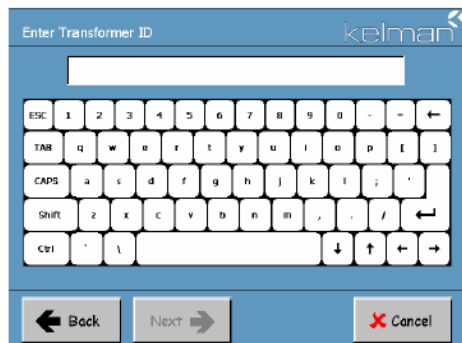 Enter Transformer ID
kelman
ESC 1 2 3 4 5 6 7 8 9 0 - = ←
TAB q w e r t y u i o p [ ]
CAPS a s d f g h j k l ; '
Shift z x c v b n m , . / ↵
Ctrl ` \ ↓ ↑ ← →
Back Next Cancel